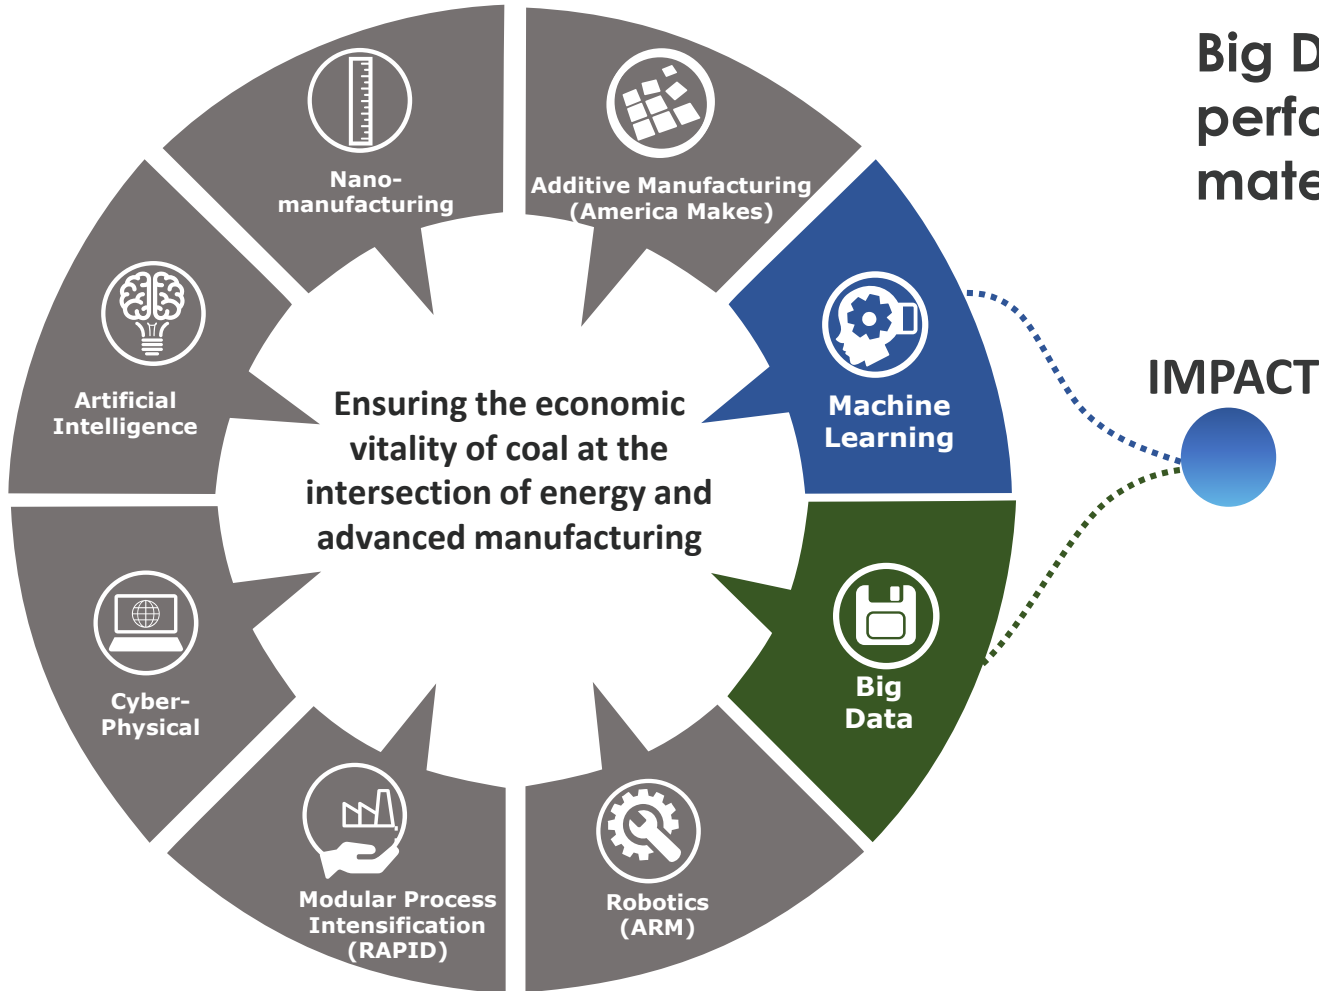 Big
Nano-
manufacturing
Additive Manufacturing
(America Makes)
Machine
Learning
IMPACT
Artificial
Intelligence
Ensuring the economic
vitality of coal at the
intersection of energy and
advanced manufacturing
Cyber-
Physical
Big
Data
Modular Process
Intensification
(RAPID)
Robotics
(ARM)